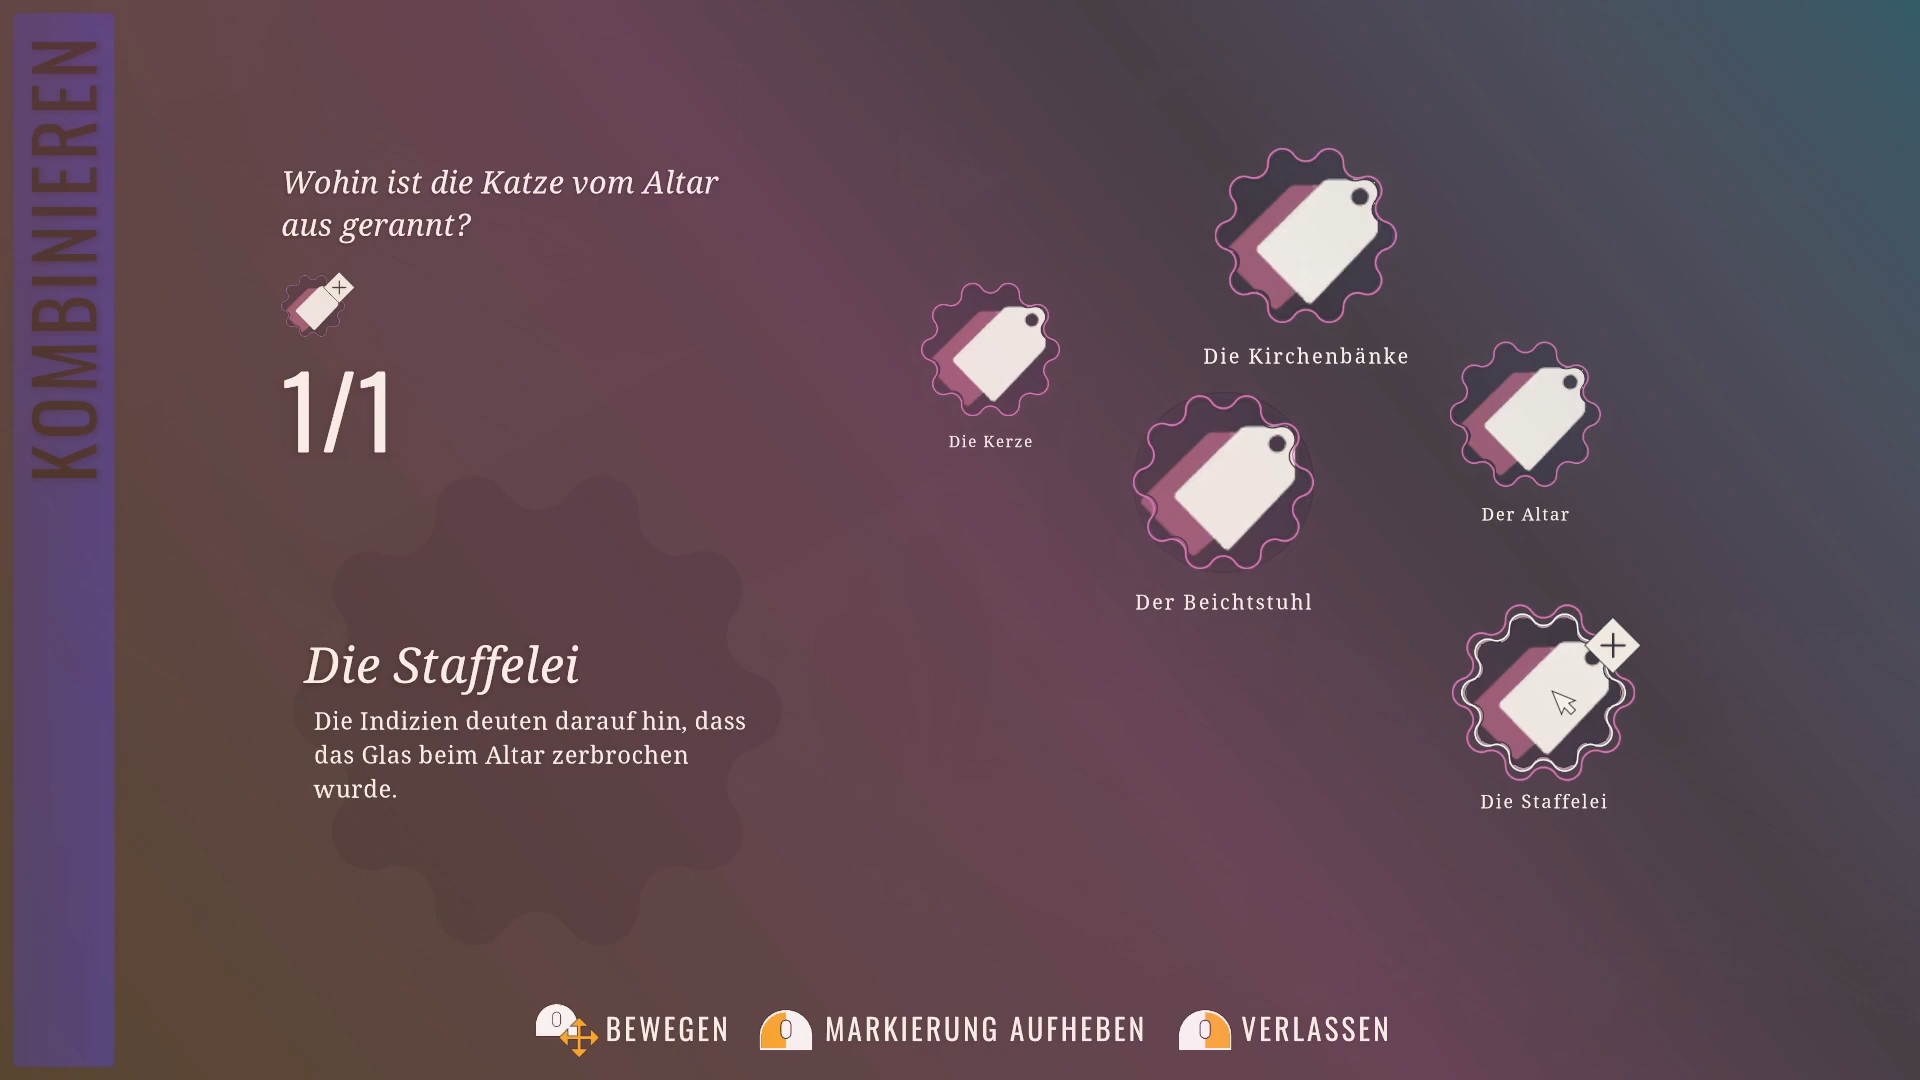 KOMBINIEREN
Wohin ist die Katze vom Altar
aus gerannt?
1/1
Die Staffelei
Die Indizien deuten darauf hin, dass
das Glas beim Altar zerbrochen
wurde.
Die Kirchenbänke
Die Kerze
Der Altar
Der Beichtstuhl
Die Staffelei
BEWEGEN
MARKIERUNG AUFHEBEN
VERLASSEN